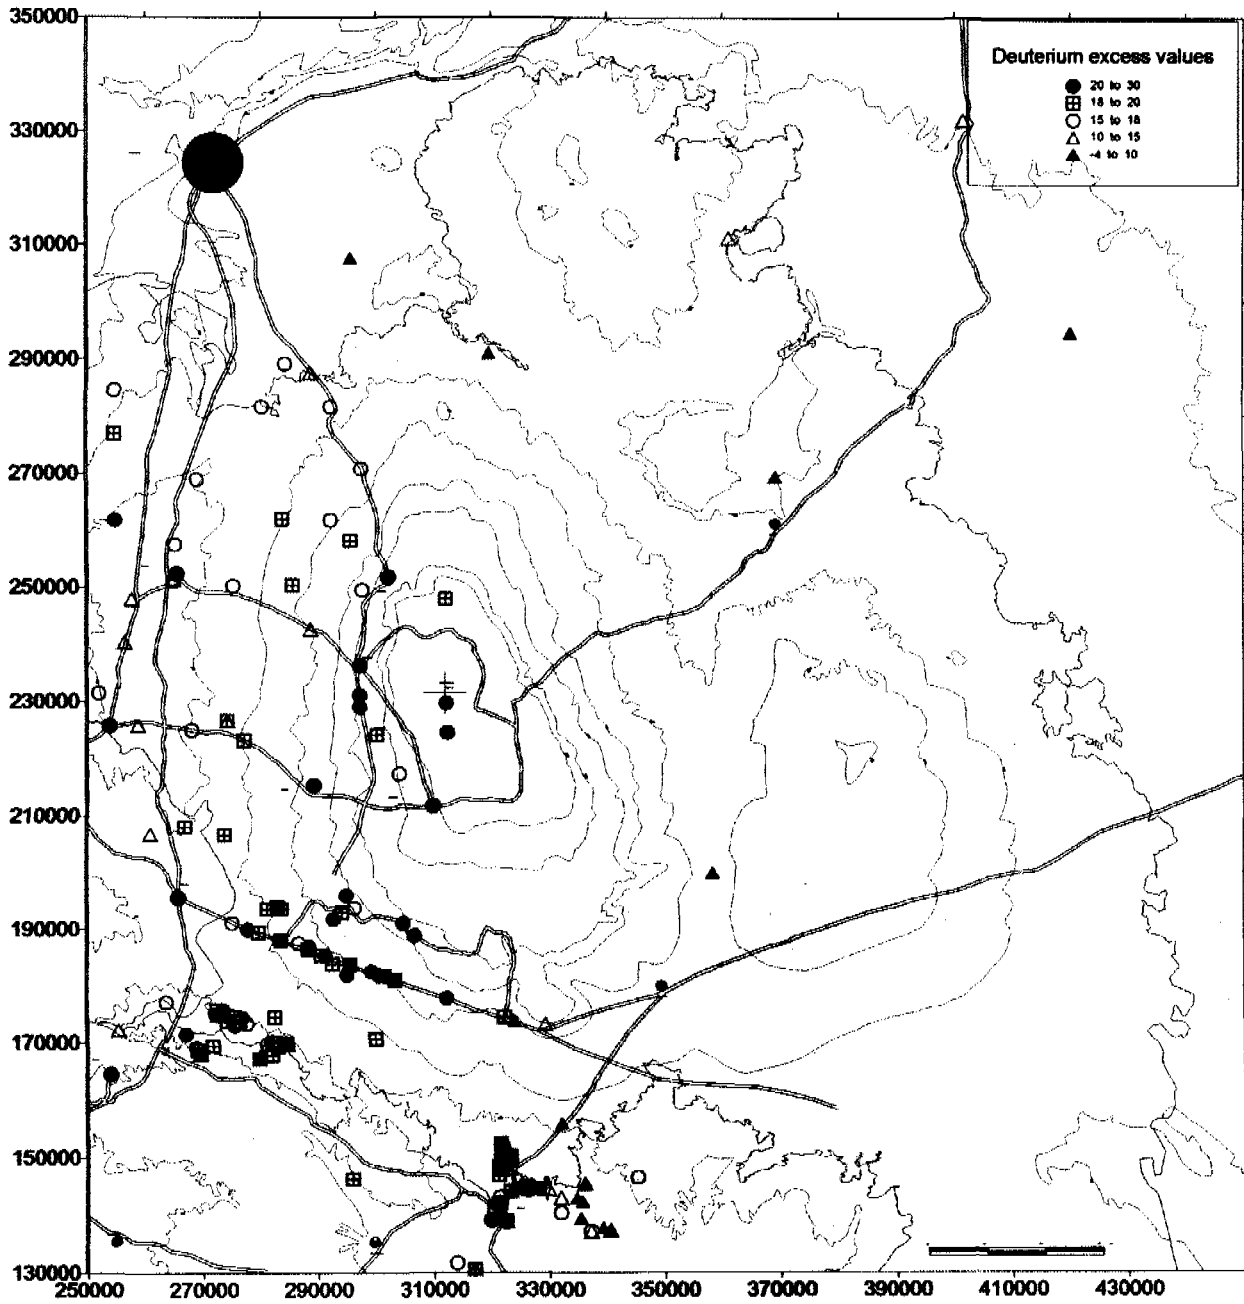 350000
330000
310000
290000
270000
250000
230000
210000
190000
170000
150000
130000
Deuterium excess values
20 to 30
18 to 20
15 to 18
10 to 15
-4 to 10
250000 270000 290000 310000 330000 350000 370000 390000 410000 430000